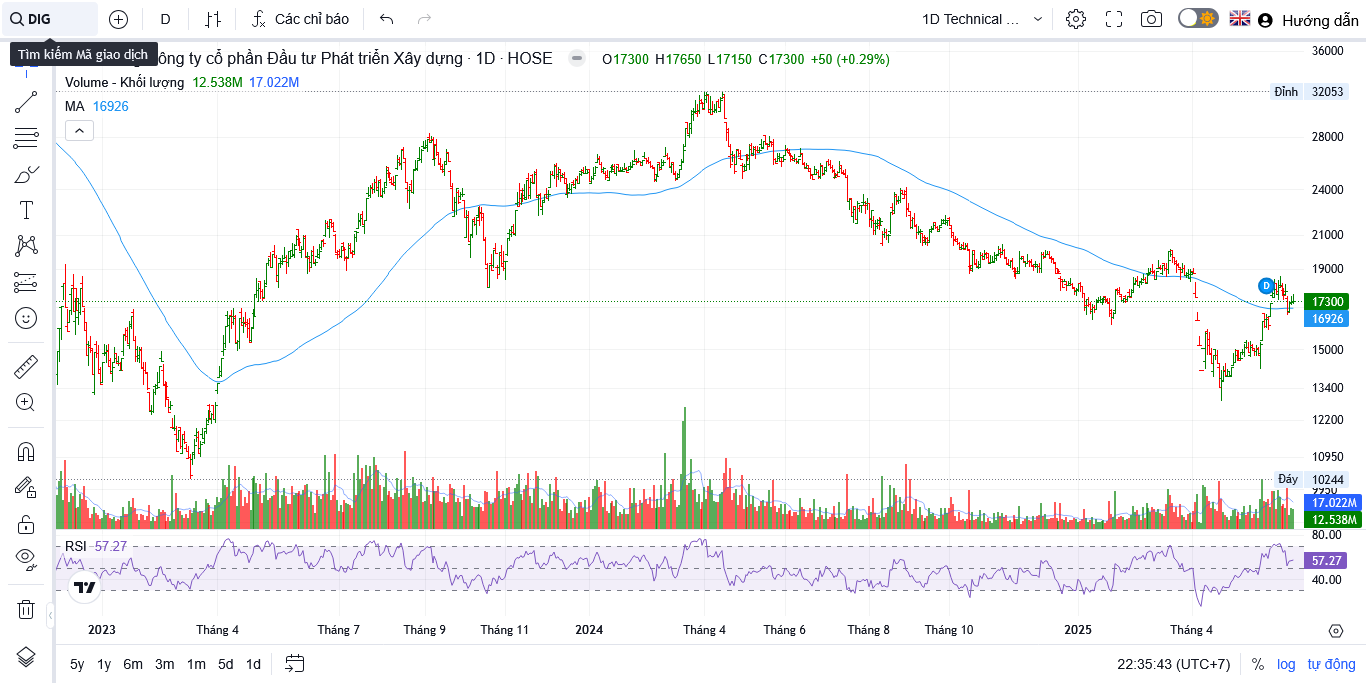 DIG D Các chỉ báo 1D Technical ... Hướng dẫn
Tìm kiếm Mã giao dịch
ông ty cổ phần Đầu tư Phát triển Xây dựng · 1D · HOSE O17300 H17650 L17150 C17300 +50 (+0.29%)
Volume - Khối lượng 12.538M 17.022M
MA 16926
36000
Đỉnh 32053
28000
24000
21000
19000
D
17300
16926
15000
13400
12200
10950
Đáy 10244
17.022M
12.538M
80.00
RSI 57.27
57.27
40.00
2023 Tháng 4 Tháng 7 Tháng 9 Tháng 11 2024 Tháng 4 Tháng 6 Tháng 8 Tháng 10 2025 Tháng 4
5y 1y 6m 3m 1m 5d 1d 22:35:43 (UTC+7) % log tự động